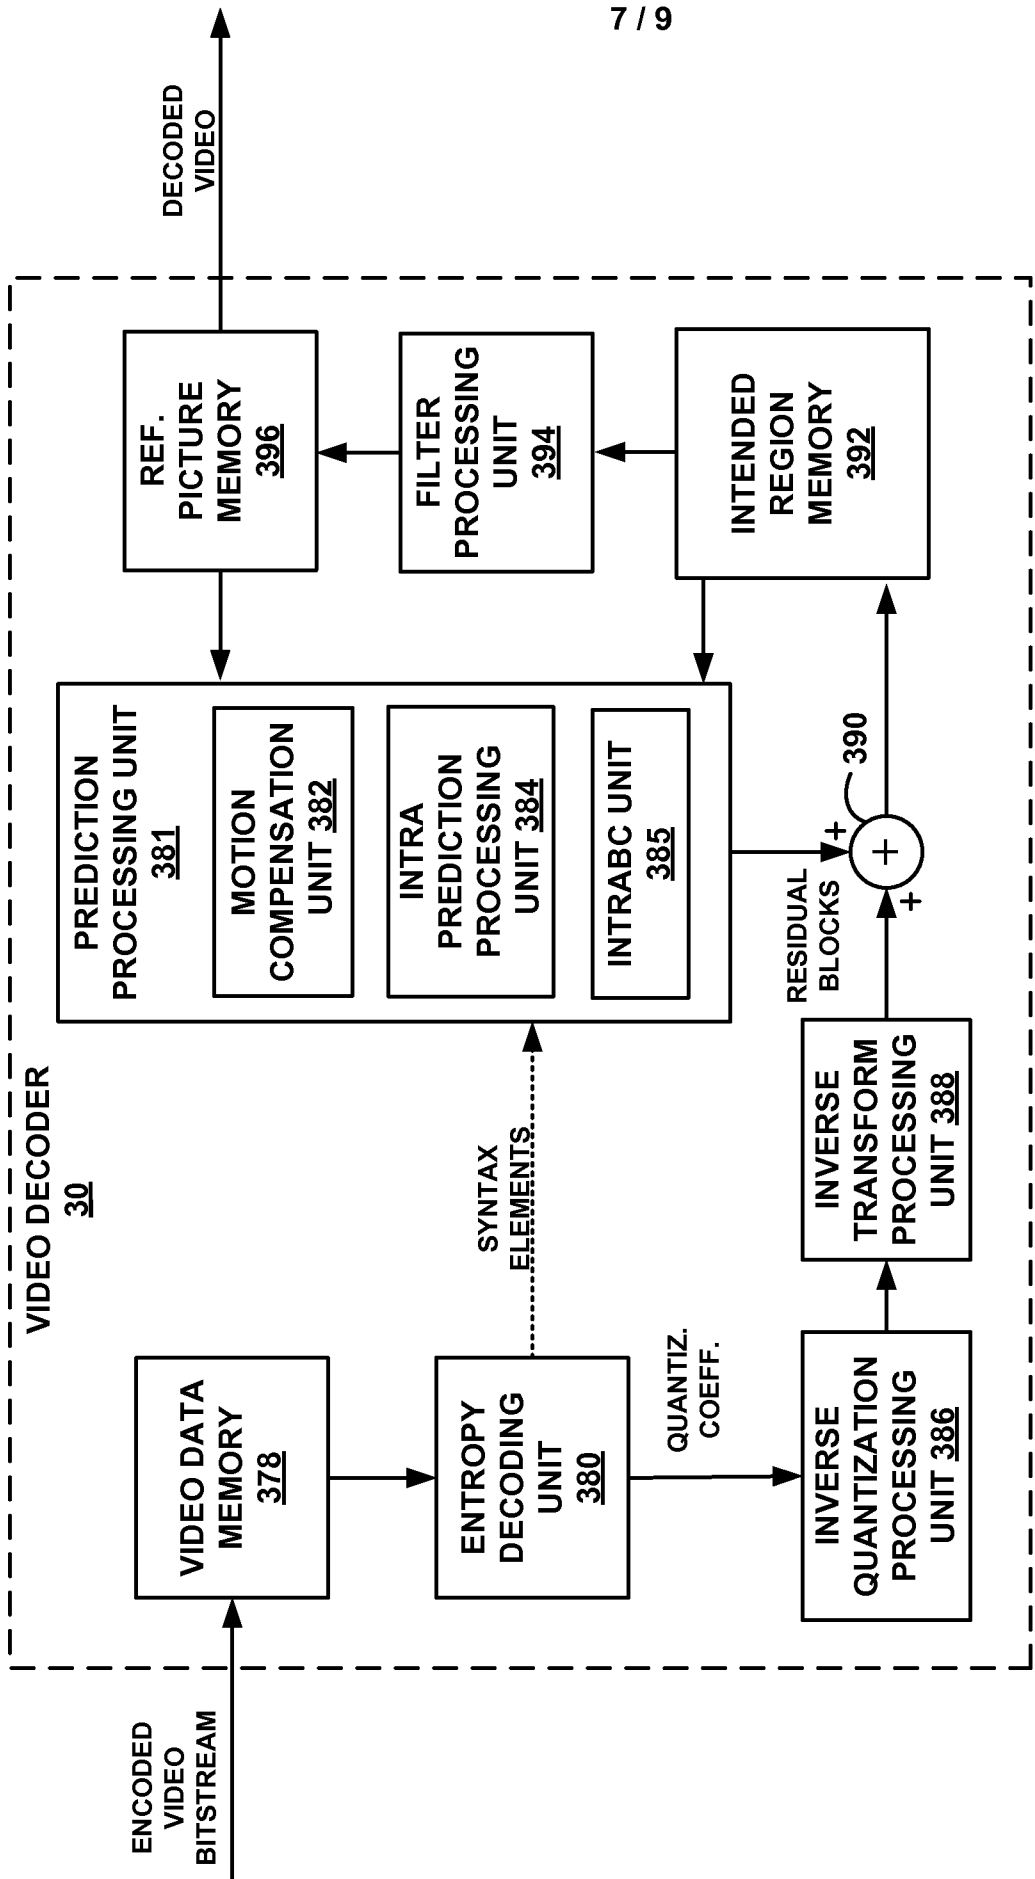 7 / 9
VIDEO DECODER
30
ENCODED
VIDEO
BITSTREAM
VIDEO DATA
MEMORY
378
ENTROPY
DECODING
UNIT
380
SYNTAX
ELEMENTS
QUANTIZ.
COEFF.
INVERSE
QUANTIZATION
PROCESSING
UNIT 386
INVERSE
TRANSFORM
PROCESSING
UNIT 388
RESIDUAL
BLOCKS
+
+
+
390
PREDICTION
PROCESSING UNIT
381
MOTION
COMPENSATION
UNIT 382
INTRA
PREDICTION
PROCESSING
UNIT 384
INTRABC UNIT
385
REF.
PICTURE
MEMORY
396
FILTER
PROCESSING
UNIT
394
INTENDED
REGION
MEMORY
392
DECODED
VIDEO